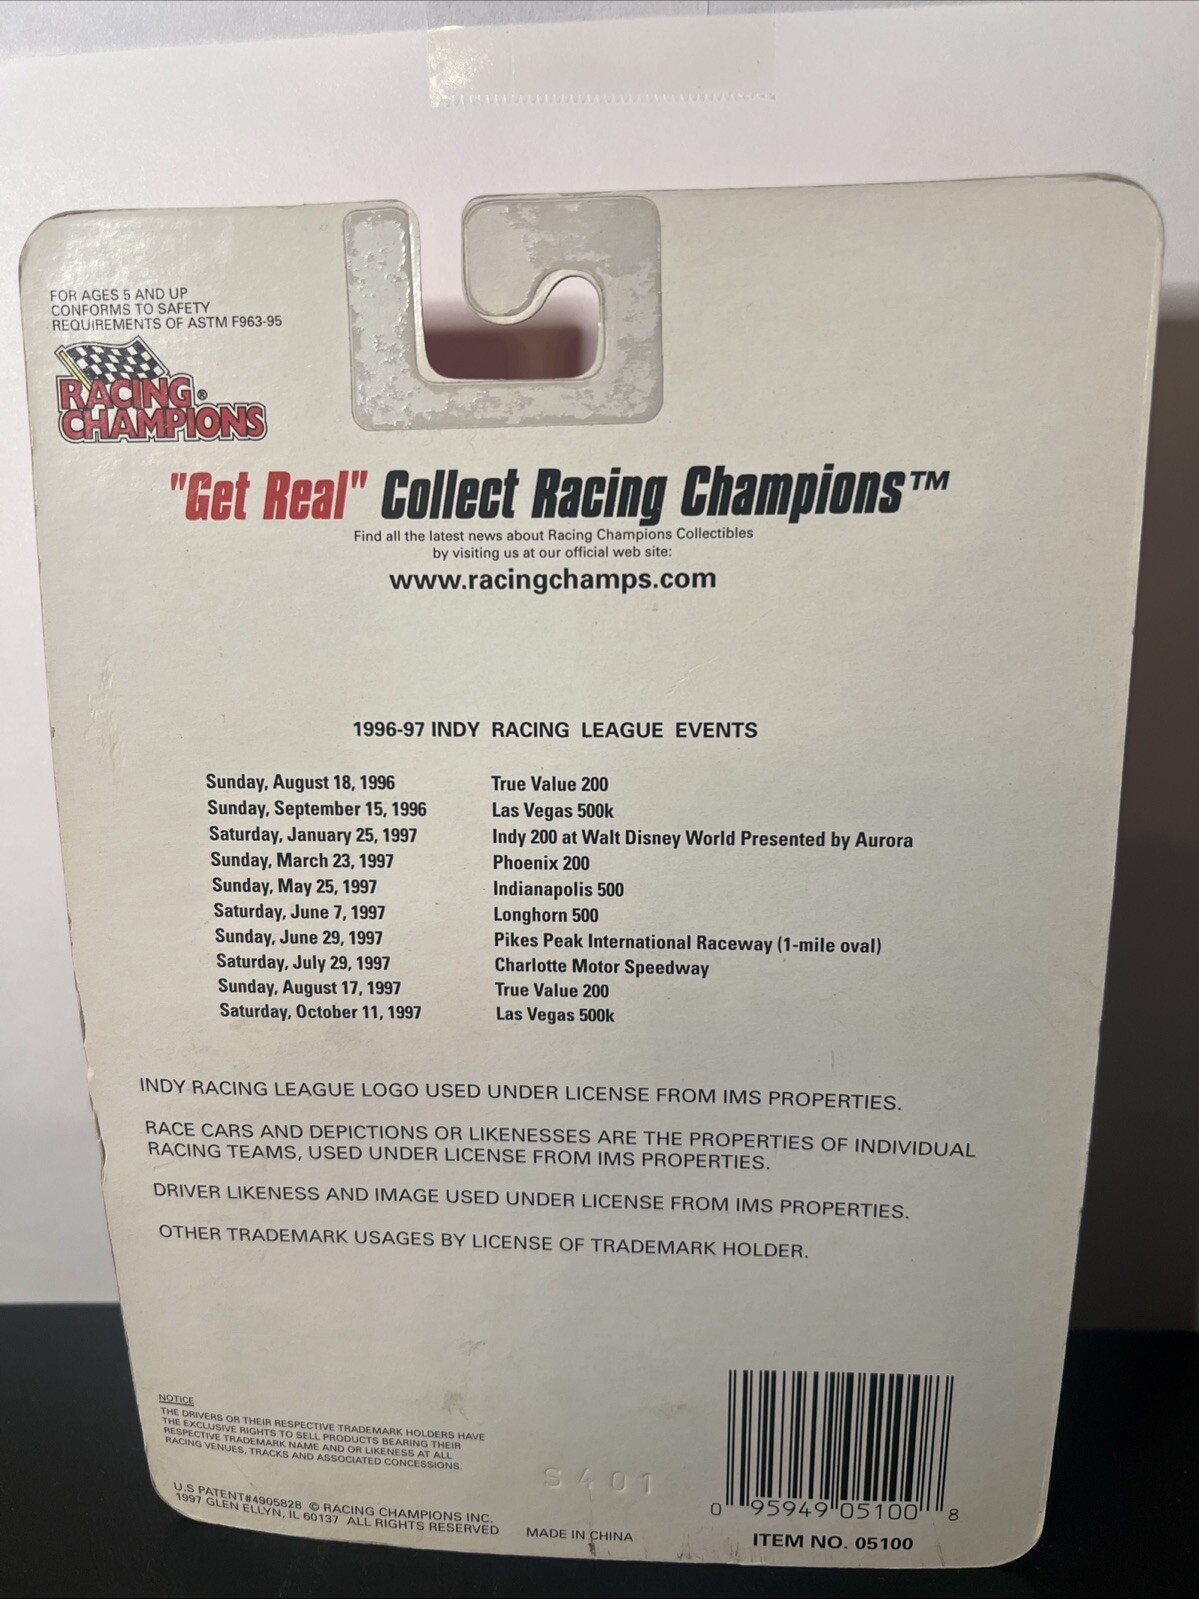 FOR AGES 5 AND UP
CONFORMS TO SAFETY
REQUIREMENTS OF ASTM F963-95
RACING®
CHAMPIONS
"Get Real" Collect Racing Champions™
Find all the latest news about Racing Champions Collectibles
by visiting us at our official web site:
www.racingchamps.com
1996-97 INDY RACING LEAGUE EVENTS
Sunday, August 18, 1996 True Value 200
Sunday, September 15, 1996 Las Vegas 500k
Saturday, January 25, 1997 Indy 200 at Walt Disney World Presented by Aurora
Sunday, March 23, 1997 Phoenix 200
Sunday, May 25, 1997 Indianapolis 500
Saturday, June 7, 1997 Longhorn 500
Sunday, June 29, 1997 Pikes Peak International Raceway (1-mile oval)
Saturday, July 29, 1997 Charlotte Motor Speedway
Sunday, August 17, 1997 True Value 200
Saturday, October 11, 1997 Las Vegas 500k
INDY RACING LEAGUE LOGO USED UNDER LICENSE FROM IMS PROPERTIES.
RACE CARS AND DEPICTIONS OR LIKENESSES ARE THE PROPERTIES OF INDIVIDUAL
RACING TEAMS, USED UNDER LICENSE FROM IMS PROPERTIES.
DRIVER LIKENESS AND IMAGE USED UNDER LICENSE FROM IMS PROPERTIES.
OTHER TRADEMARK USAGES BY LICENSE OF TRADEMARK HOLDER.
NOTICE
THE DRIVERS OR THEIR RESPECTIVE TRADEMARK HOLDERS HAVE
THE EXCLUSIVE RIGHTS TO SELL PRODUCTS BEARING THEIR
RESPECTIVE TRADEMARK NAME AND OR LIKENESS AT ALL
RACING VENUES, TRACKS AND ASSOCIATED CONCESSIONS.
U.S PATENT#4905828 © RACING CHAMPIONS INC.
1997 GLEN ELLYN, IL 60137 ALL RIGHTS RESERVED
S401
MADE IN CHINA
0 95949 05100 8
ITEM NO. 05100